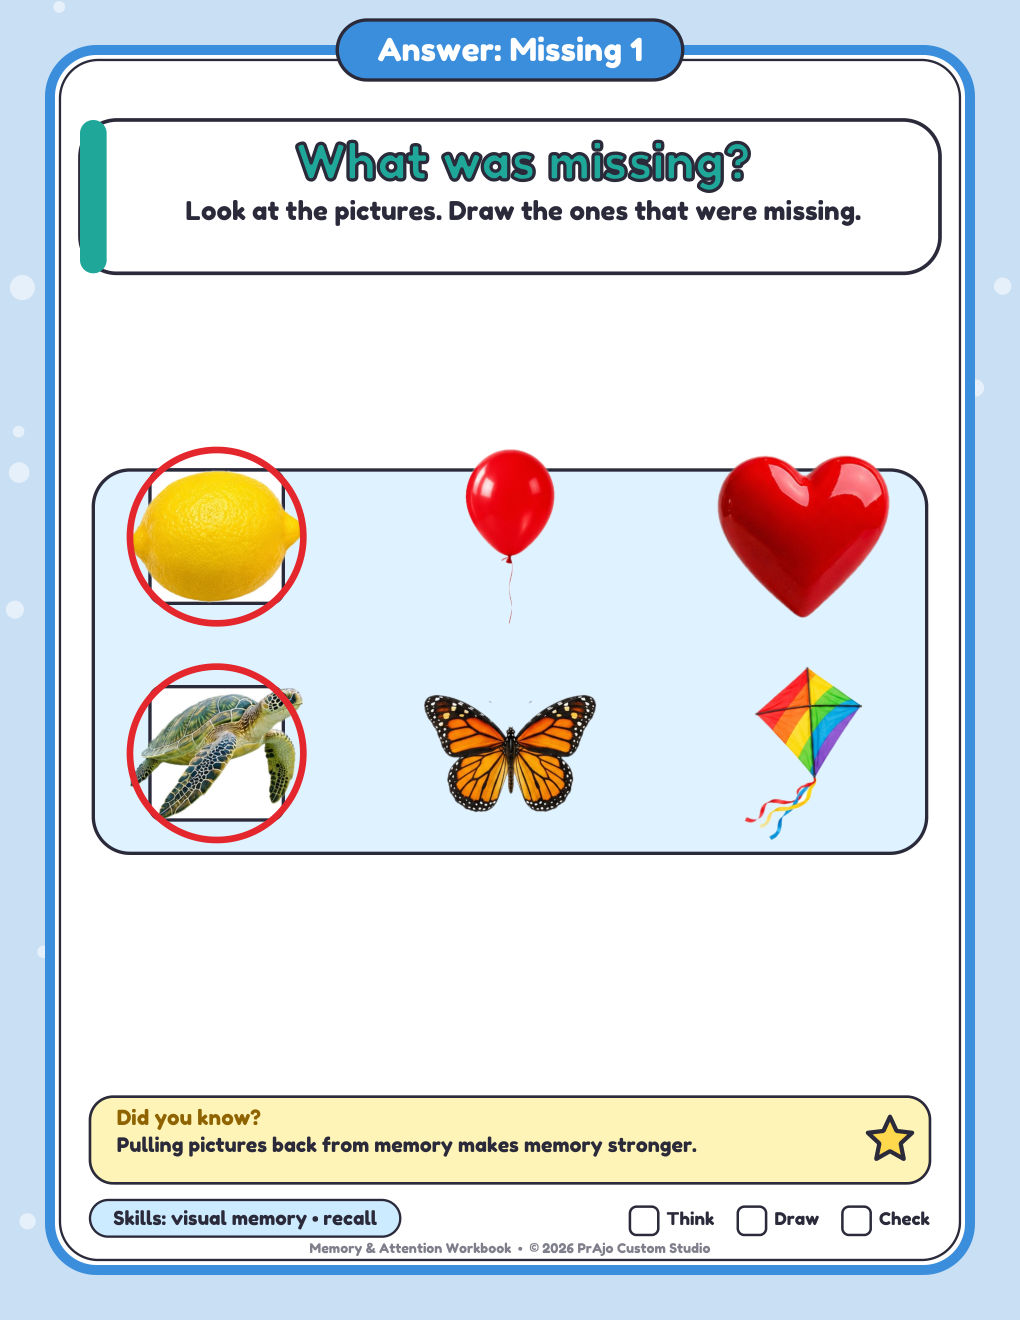 Answer: Missing 1
What was missing?
Look at the pictures. Draw the ones that were missing.
Did you know?
Pulling pictures back from memory makes memory stronger.
Skills: visual memory • recall
Think
Draw
Check
Memory & Attention Workbook • © 2026 PrAjo Custom Studio